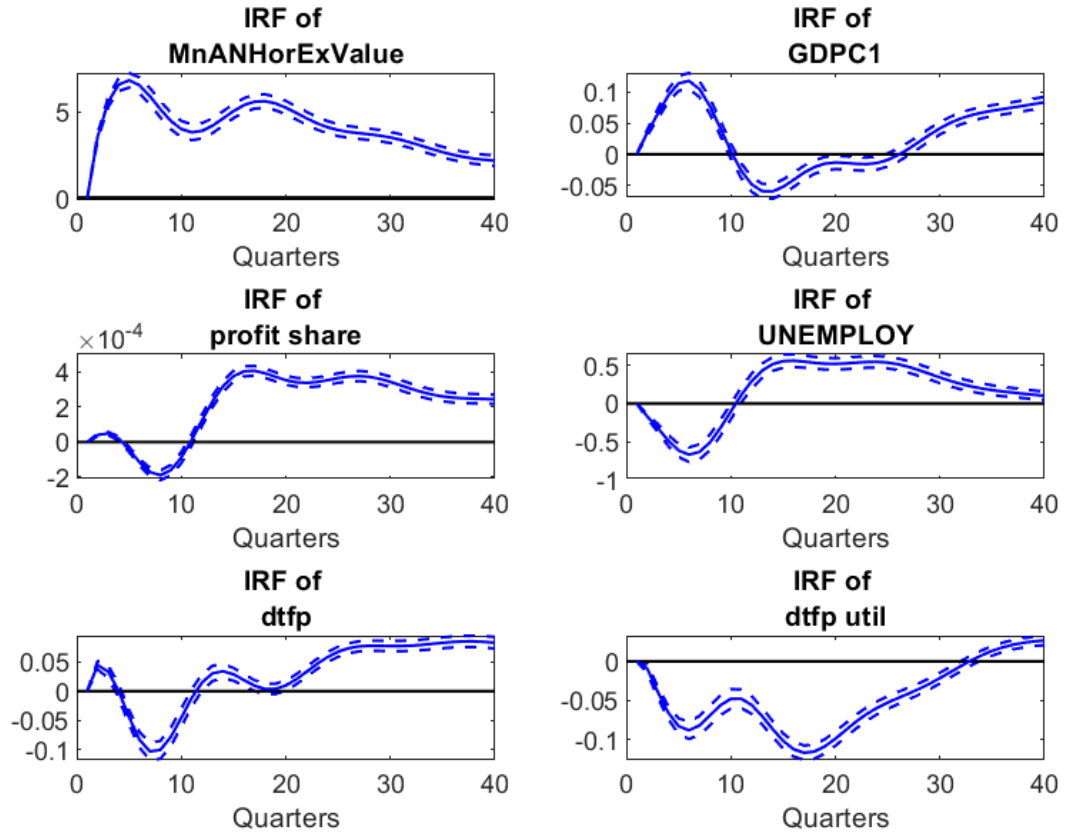 IRF of
MnANHorExValue
5
0
0 10 20 30 40
Quarters
IRF of
GDPC1
0.1
0.05
0
-0.05
0 10 20 30 40
Quarters
IRF of
profit share
×10-4
4
2
0
-2
0 10 20 30 40
Quarters
IRF of
UNEMPLOY
0.5
0
-0.5
-1
0 10 20 30 40
Quarters
IRF of
dtfp
0.05
0
-0.05
-0.1
0 10 20 30 40
Quarters
IRF of
dtfp util
0
-0.05
-0.1
0 10 20 30 40
Quarters